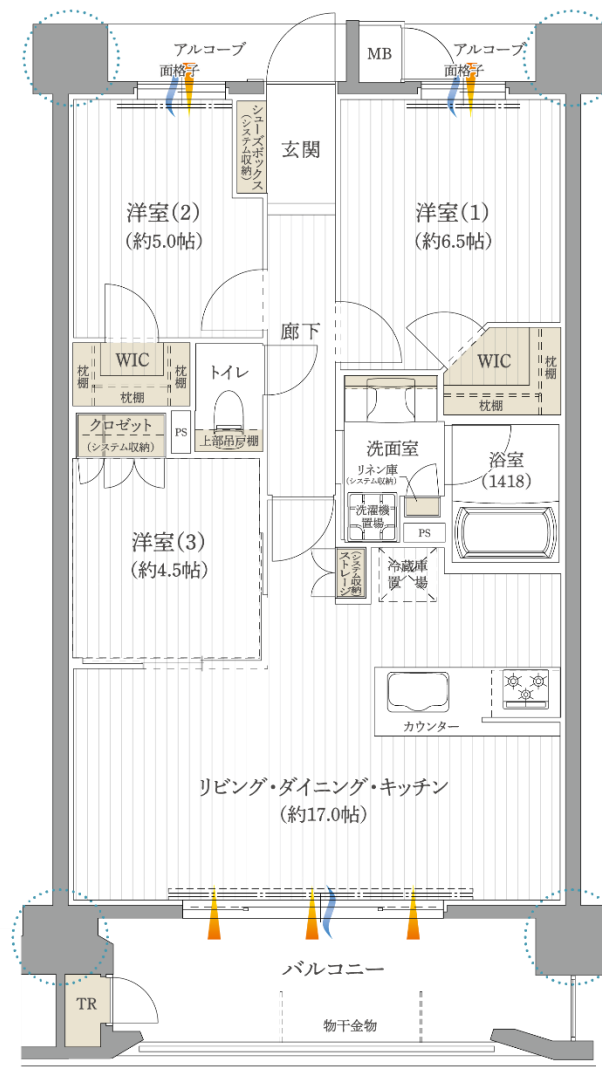 アルコーブ
面格子
MB
アルコーブ
面格子
シューズボックス
(システム収納)
玄関
洋室(2)
(約5.0帖)
洋室(1)
(約6.5帖)
廊下
WIC
枕棚
枕棚
枕棚
トイレ
上部吊戸棚
WIC
枕棚
枕棚
クロゼット
(システム収納)
PS
洗面室
リネン庫
(システム収納)
浴室
(1418)
洗濯機
置場
PS
洋室(3)
(約4.5帖)
ストレージ
(システム収納)
冷蔵庫
置場
カウンター
リビング・ダイニング・キッチン
(約17.0帖)
バルコニー
TR
物干金物